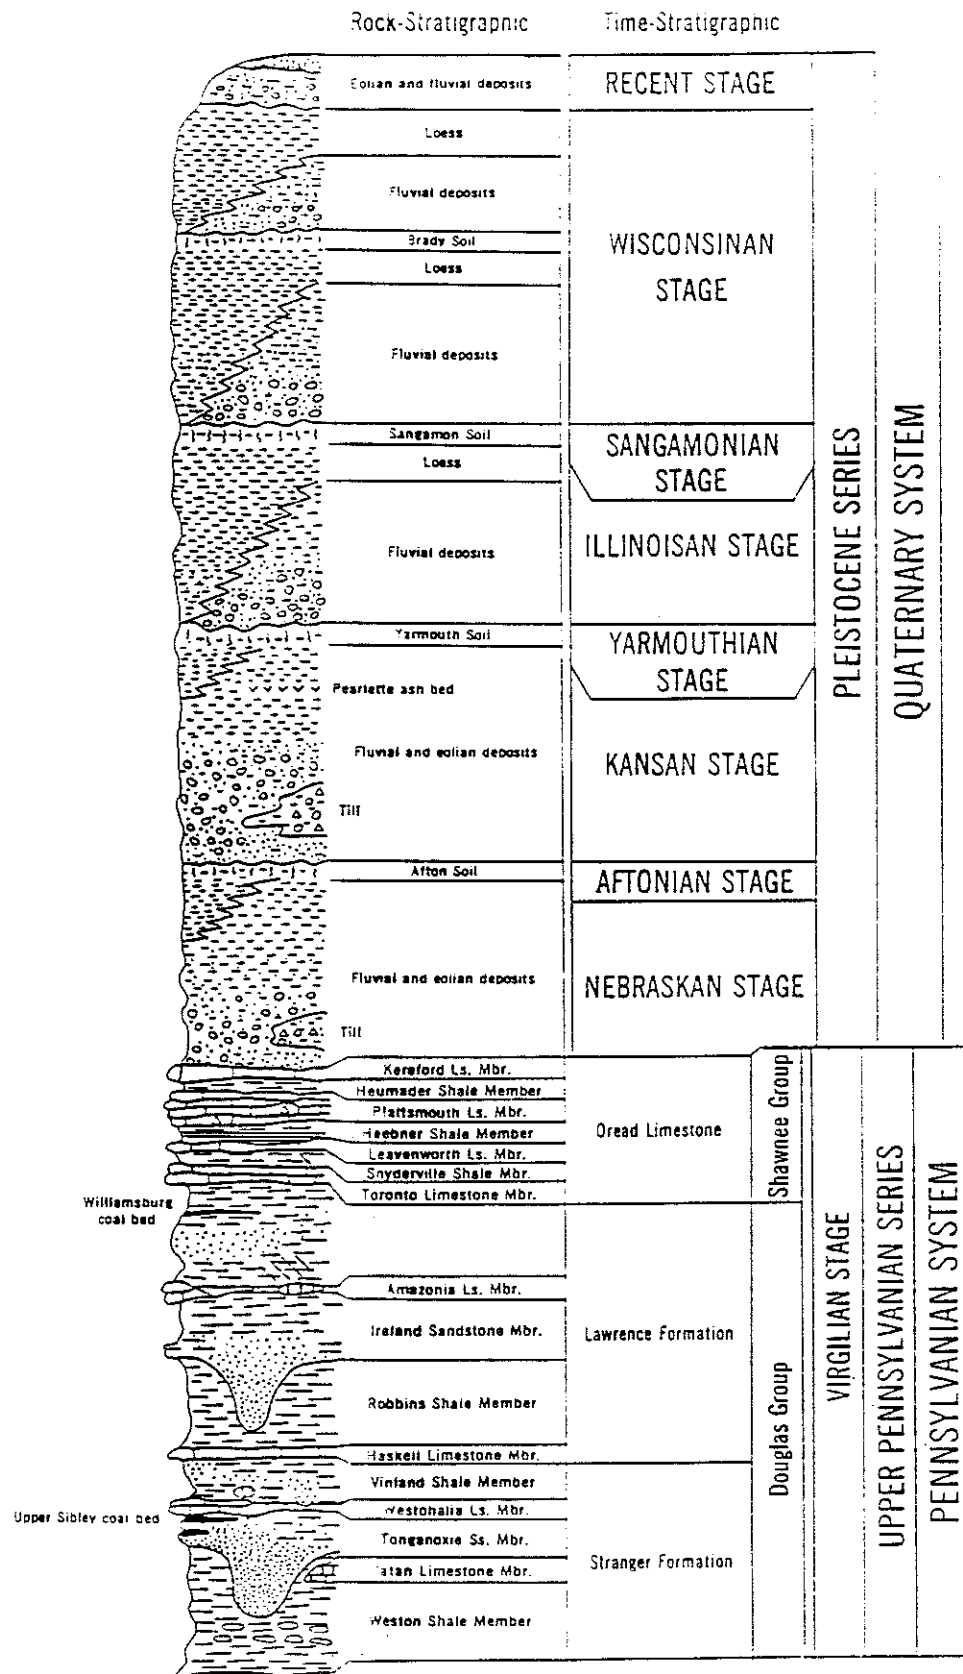 Rock-Stratigraphic
Time-Stratigraphic
Eolian and fluvial deposits
RECENT STAGE
Loess
Fluvial deposits
Brady Soil
Loess
Fluvial deposits
WISCONSINAN
STAGE
Sangamon Soil
Loess
SANGAMONIAN
STAGE
Fluvial deposits
ILLINOISAN STAGE
Yarmouth Soil
YARMOUTHIAN
STAGE
Pearlette ash bed
Fluvial and eolian deposits
Till
KANSAN STAGE
Afton Soil
AFTONIAN STAGE
Fluvial and eolian deposits
Till
NEBRASKAN STAGE
PLEISTOCENE SERIES
QUATERNARY SYSTEM
Kereford Ls. Mbr.
Heumader Shale Member
Plattsmouth Ls. Mbr.
Heebner Shale Member
Leavenworth Ls. Mbr.
Snyderville Shale Mbr.
Toronto Limestone Mbr.
Oread Limestone
Shawnee Group
Williamsburg
coal bed
Amazonia Ls. Mbr.
Ireland Sandstone Mbr.
Robbins Shale Member
Haskell Limestone Mbr.
Lawrence Formation
Vinland Shale Member
Westphalia Ls. Mbr.
Upper Sibley coal bed
Tonganoxie Ss. Mbr.
Iatan Limestone Mbr.
Weston Shale Member
Stranger Formation
Douglas Group
VIRGILIAN STAGE
UPPER PENNSYLVANIAN SERIES
PENNSYLVANIAN SYSTEM